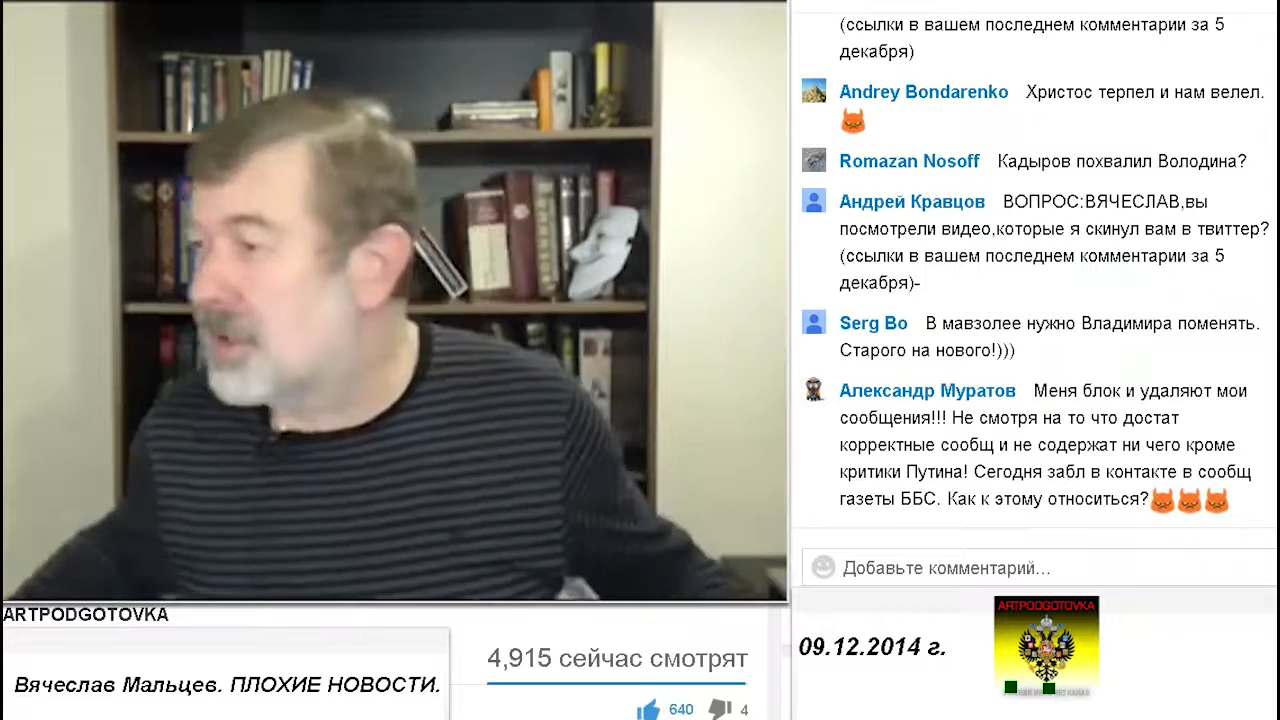 (ссылки в вашем последнем комментарии за 5
декабря)
Andrey Bondarenko Христос терпел и нам велел.
Romazan Nosoff Кадыров похвалил Володина?
Андрей Кравцов ВОПРОС:ВЯЧЕСЛАВ,вы
посмотрели видео,которые я скинул вам в твиттер?
(ссылки в вашем последнем комментарии за 5
декабря)-
Serg Bo В мавзолее нужно Владимира поменять.
Старого на нового!)))
Александр Муратов Меня блок и удаляют мои
сообщения!!! Не смотря на то что достат
корректные сообщ и не содержат ни чего кроме
критики Путина! Сегодня забл в контакте в сообщ
газеты ББС. Как к этому относиться?
Добавьте комментарий...
ARTPODGOTOVKA
Вячеслав Мальцев. ПЛОХИЕ НОВОСТИ.
4,915 сейчас смотрят
640 4
09.12.2014 г.
ARTPODGOTOVKA